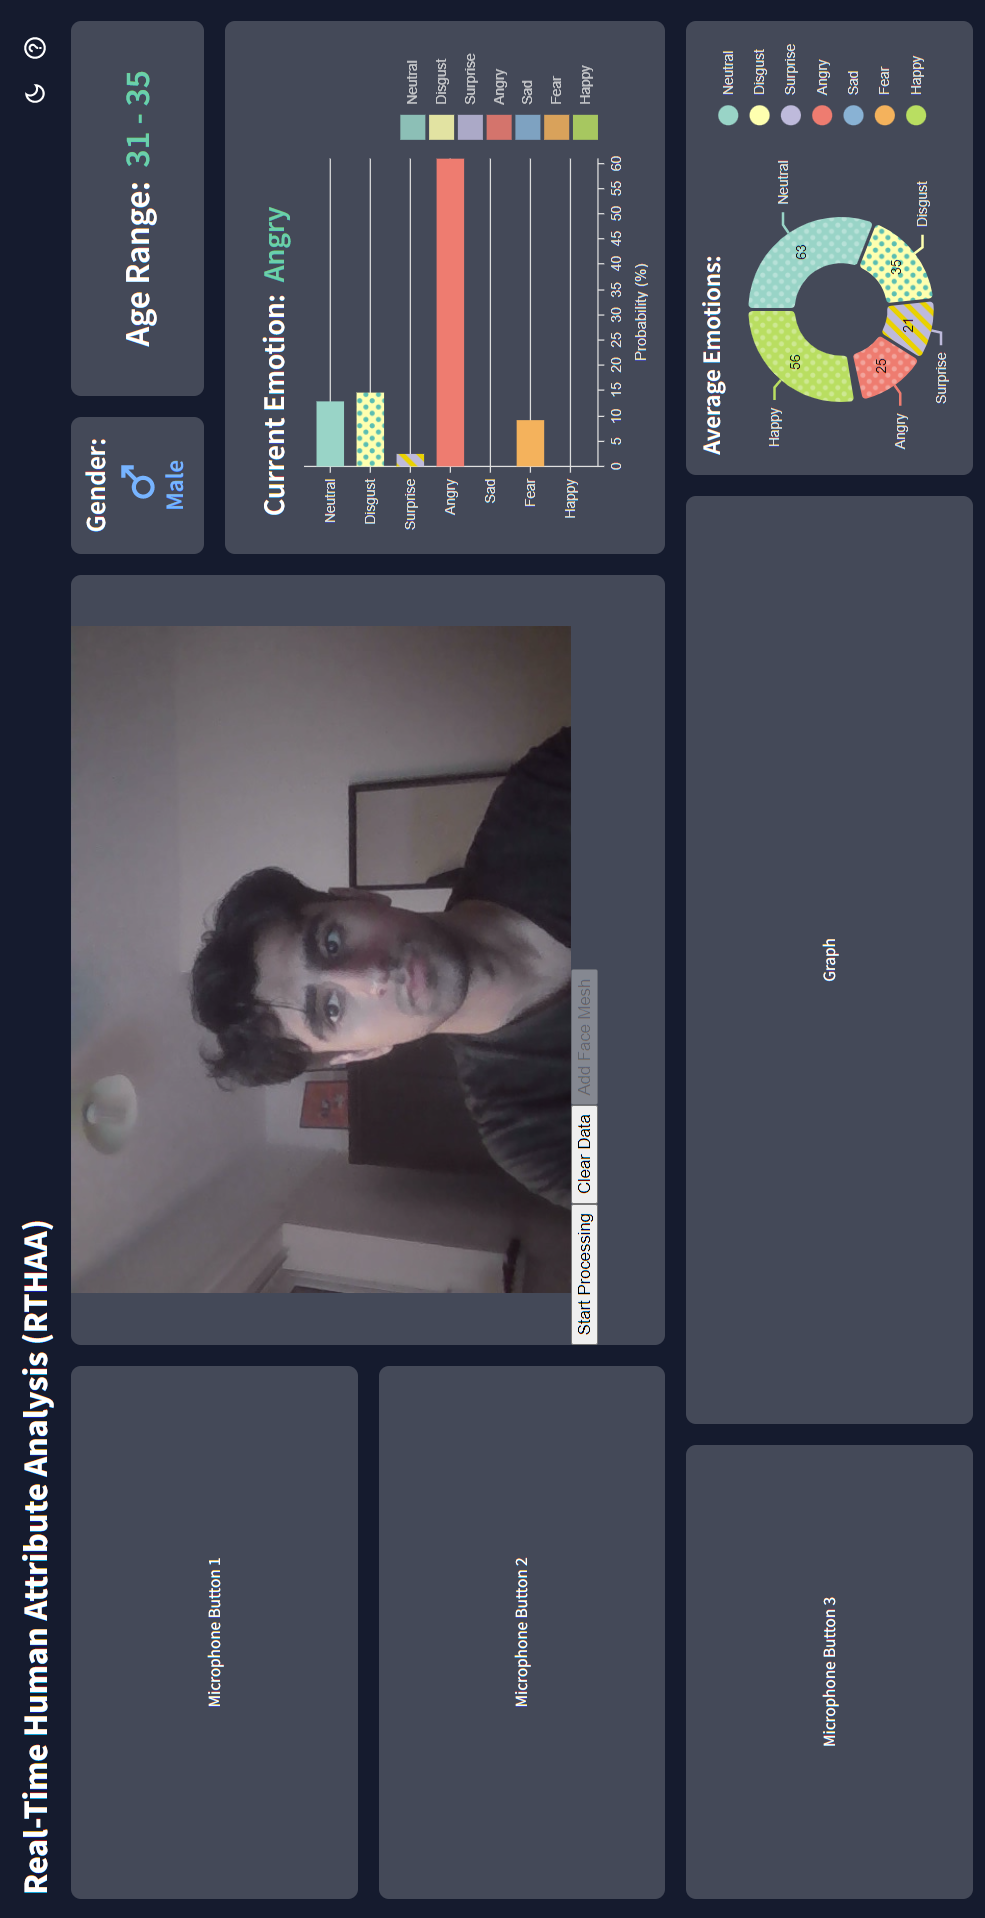 Real-Time Human Attribute Analysis (RTHAA)
Microphone Button 1
Microphone Button 2
Microphone Button 3
Start Processing
Clear Data
Add Face Mesh
Gender:
Male
Age Range: 31 - 35
Current Emotion: Angry
Neutral
Disgust
Surprise
Angry
Sad
Fear
Happy
0
5
10
15
20
25
30
35
40
45
50
55
60
Probability (%)
Neutral
Disgust
Surprise
Angry
Sad
Fear
Happy
Graph
Average Emotions:
Happy
Neutral
56
63
Angry
25
Surprise
21
Disgust
35
Neutral
Disgust
Surprise
Angry
Sad
Fear
Happy